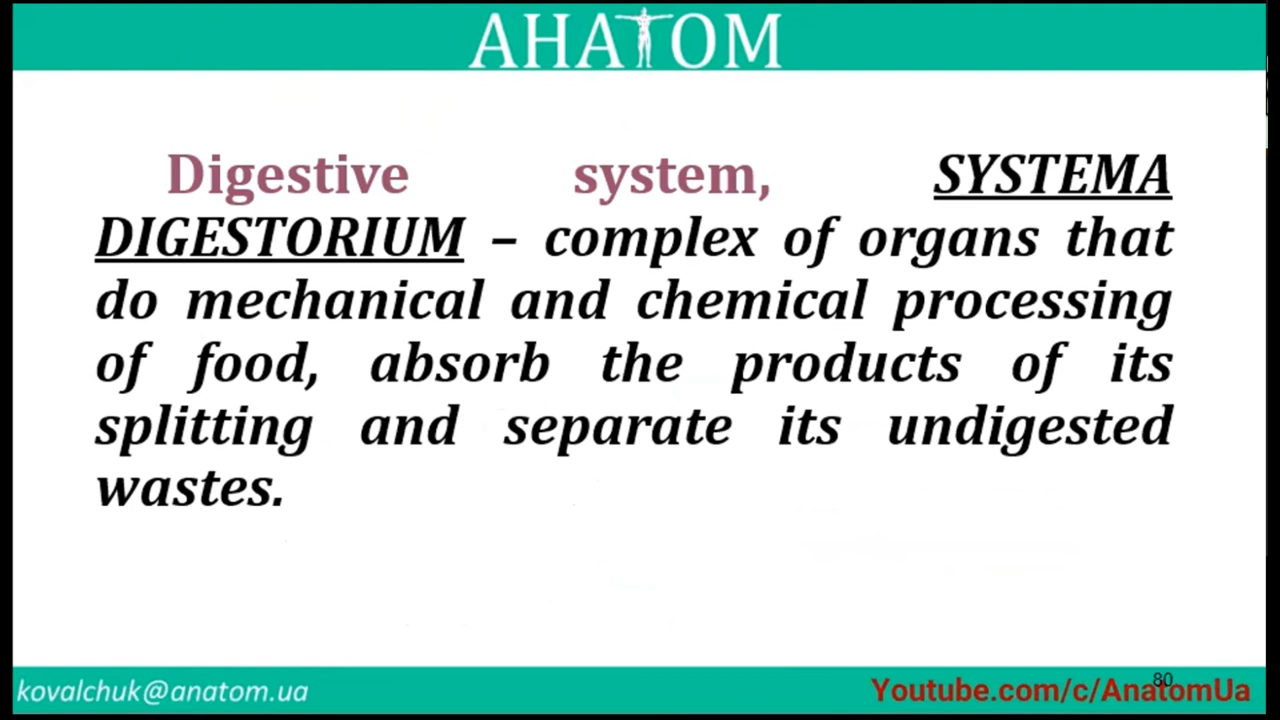 АНАТОМ
Digestive system, SYSTEMA
DIGESTORIUM – complex of organs that
do mechanical and chemical processing
of food, absorb the products of its
splitting and separate its undigested
wastes.
kovalchuk@anatom.ua
80
Youtube.com/c/AnatomUa